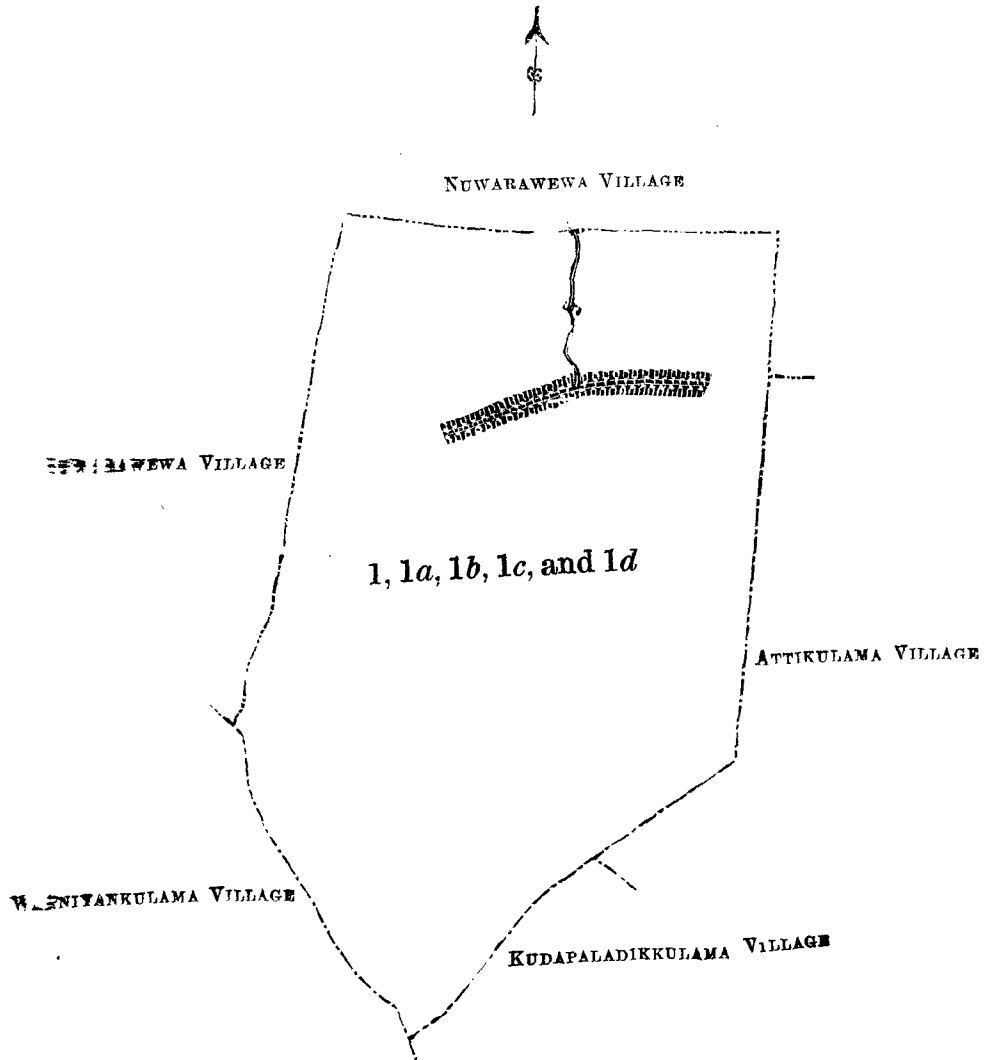 NUWARAWEWA VILLAGE
VILLAGE
1, 1a, 1b, 1c, and 1d
ATTIKULAMA VILLAGE
VILLAGE
KUDAPALADIKKULAMA VILLAGE